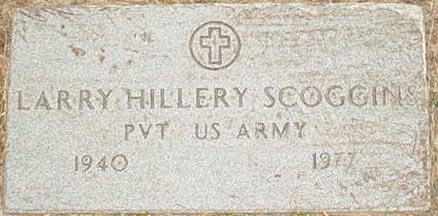 LARRY HILLERY SCOGGINS
PVT US ARMY
1940 1977